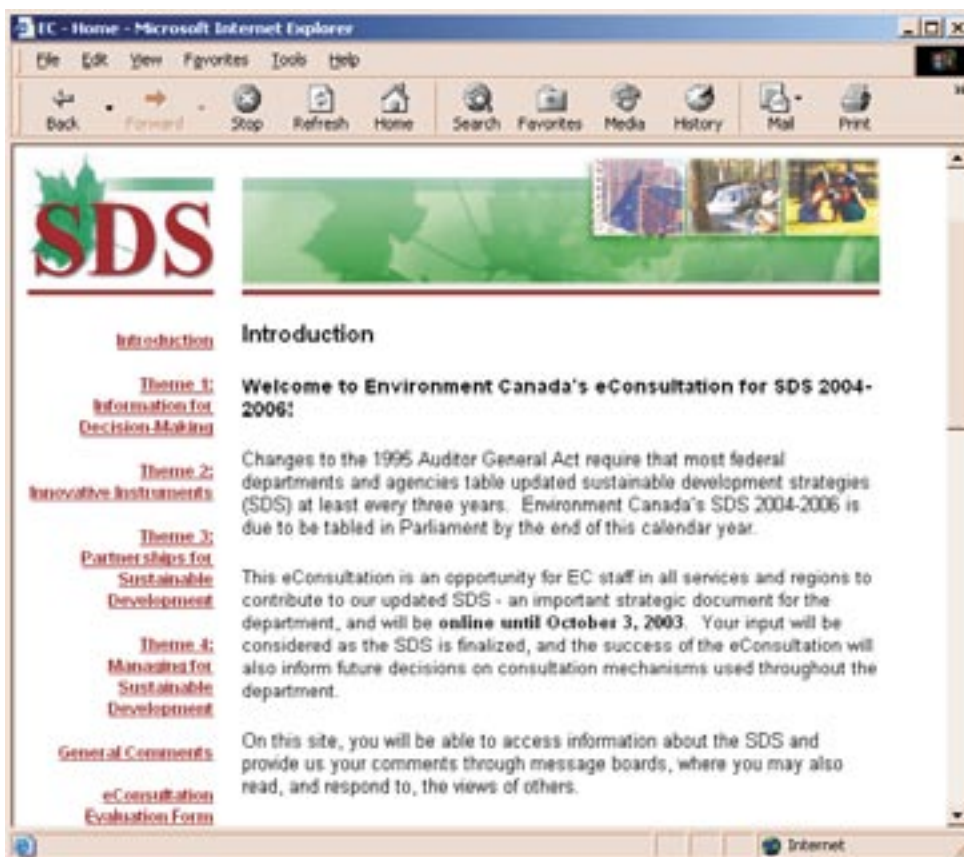 EC - Home - Microsoft Internet Explorer
File Edit View Favorites Tools Help
Back Forward Stop Refresh Home Search Favorites Media History Mail Print
SDS
Introduction
Theme 1:
Information for
Decision-Making
Theme 2:
Innovative Instruments
Theme 3:
Partnerships for
Sustainable
Development
Theme 4:
Managing for
Sustainable
Development
General Comments
eConsultation
Evaluation Form
Introduction
Welcome to Environment Canada's eConsultation for SDS 2004-
2006!
Changes to the 1995 Auditor General Act require that most federal
departments and agencies table updated sustainable development strategies
(SDS) at least every three years. Environment Canada's SDS 2004-2006 is
due to be tabled in Parliament by the end of this calendar year.
This eConsultation is an opportunity for EC staff in all services and regions to
contribute to our updated SDS - an important strategic document for the
department, and will be online until October 3, 2003. Your input will be
considered as the SDS is finalized, and the success of the eConsultation will
also inform future decisions on consultation mechanisms used throughout the
department.
On this site, you will be able to access information about the SDS and
provide us your comments through message boards, where you may also
read, and respond to, the views of others.
Internet